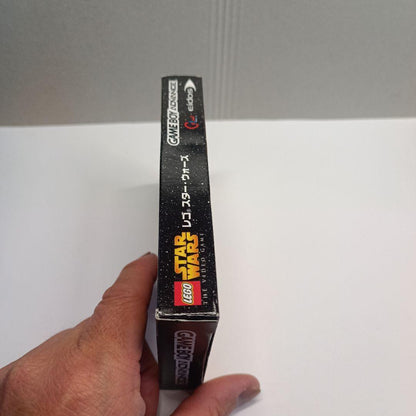 LEGO
STAR
WARS
THE VIDEO GAME
レゴ®スター・ウォーズ
GAME BOY ADVANCE
eidos
GAME BOY ADVANCE